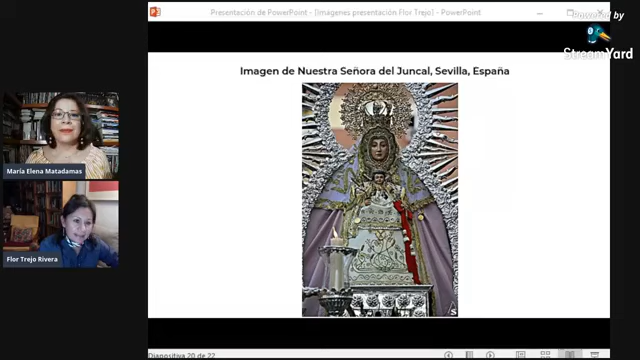 Presentación de PowerPoint - [Imágenes presentación Flor Trejo] - PowerPoint
Powered by
StreamYard
Imagen de Nuestra Señora del Juncal, Sevilla, España
María Elena Matadamas
Flor Trejo Rivera
Diapositiva 20 de 22